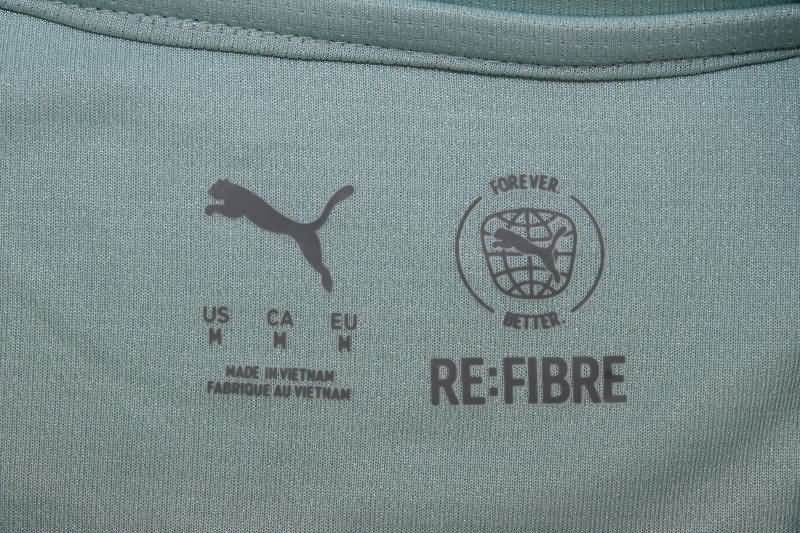 US CA EU
M M M
MADE IN VIETNAM
FABRIQUE AU VIETNAM
FOREVER.
BETTER.
RE:FIBRE